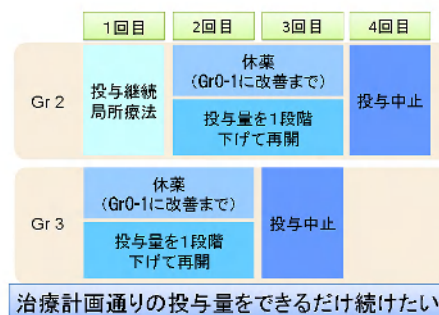 1回目 2回目 3回目 4回目
Gr 2
投与継続
局所療法
休薬
(Gr0-1に改善まで)
投与量を1段階
下げて再開
投与中止
Gr 3
休薬
(Gr0-1に改善まで)
投与量を1段階
下げて再開
投与中止
治療計画通りの投与量をできるだけ続けたい